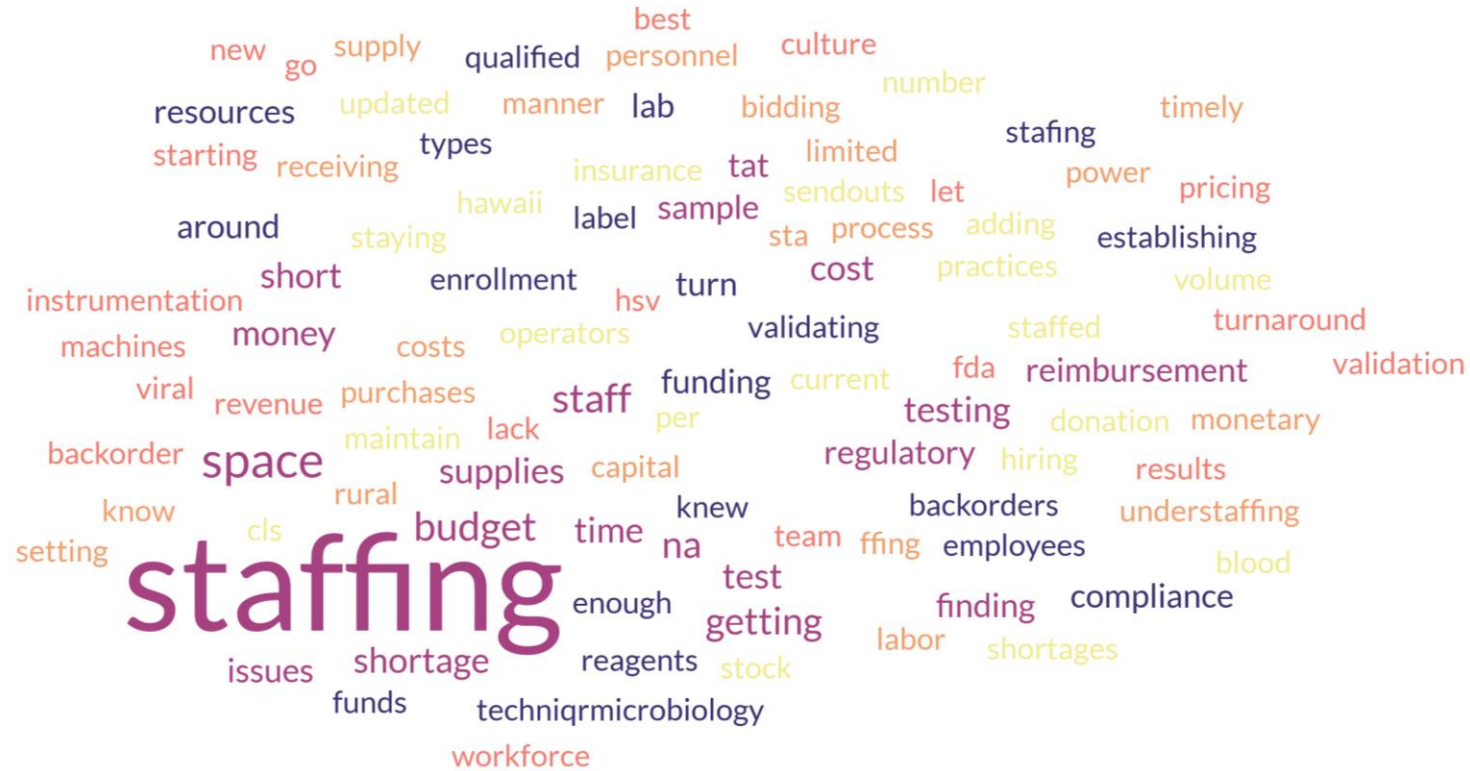 best
new go supply qualified personnel culture
number
resources updated manner lab bidding timely
types stafing
starting receiving insurance tat limited power pricing
hawaii label sample sendouts let
around staying sta process adding establishing
short enrollment turn cost practices volume
instrumentation hsv
machines money costs operators validating staffed turnaround
viral revenue purchases staff funding current fda reimbursement validation
per testing donation monetary
backorder space maintain lack supplies capital regulatory hiring results
know rural knew backorders understaffing
setting cls budget time na team ffing employees blood
staffing enough test getting finding compliance
issues shortage reagents stock labor shortages
funds techniqrmicrobiology
workforce